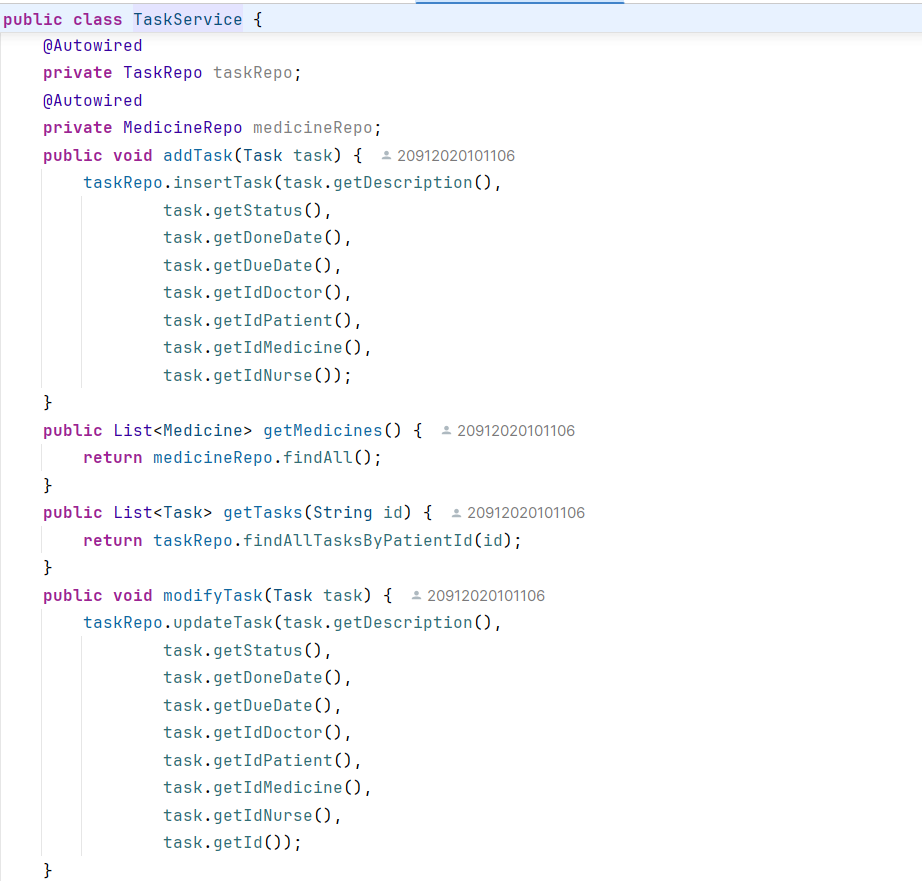 public class TaskService {
    @Autowired
    private TaskRepo taskRepo;
    @Autowired
    private MedicineRepo medicineRepo;
    public void addTask(Task task) {  20912020101106
        taskRepo.insertTask(task.getDescription(),
                task.getStatus(),
                task.getDoneDate(),
                task.getDueDate(),
                task.getIdDoctor(),
                task.getIdPatient(),
                task.getIdMedicine(),
                task.getIdNurse());
    }
    public List<Medicine> getMedicines() {  20912020101106
        return medicineRepo.findAll();
    }
    public List<Task> getTasks(String id) {  20912020101106
        return taskRepo.findAllTasksByPatientId(id);
    }
    public void modifyTask(Task task) {  20912020101106
        taskRepo.updateTask(task.getDescription(),
                task.getStatus(),
                task.getDoneDate(),
                task.getDueDate(),
                task.getIdDoctor(),
                task.getIdPatient(),
                task.getIdMedicine(),
                task.getIdNurse(),
                task.getId());
    }